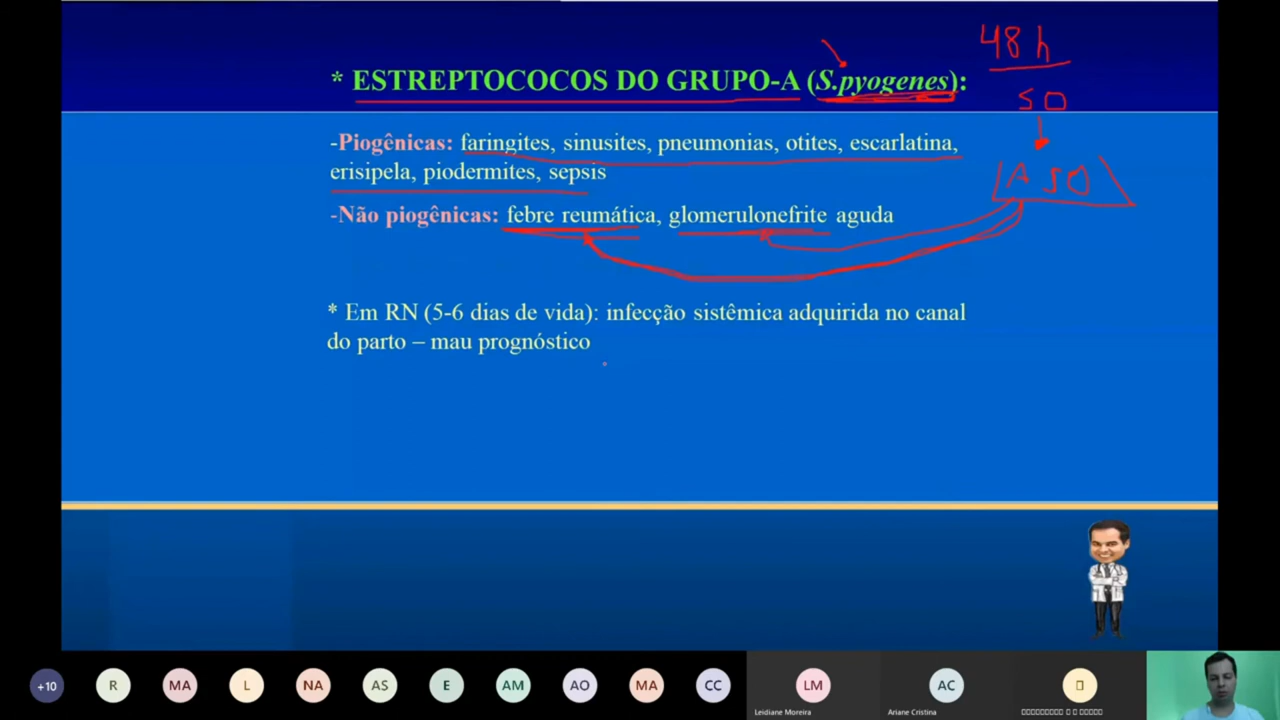 48 h
* ESTREPTOCOCOS DO GRUPO-A (S.pyogenes):
SO
-Piogênicas: faringites, sinusites, pneumonias, otites, escarlatina,
erisipela, piodermites, sepsis
ASO
-Não piogênicas: febre reumática, glomerulonefrite aguda
* Em RN (5-6 dias de vida): infecção sistêmica adquirida no canal
do parto – mau prognóstico
+10 R MA L NA AS E AM AO MA CC LM AC
Leidiane Moreira Ariane Cristina